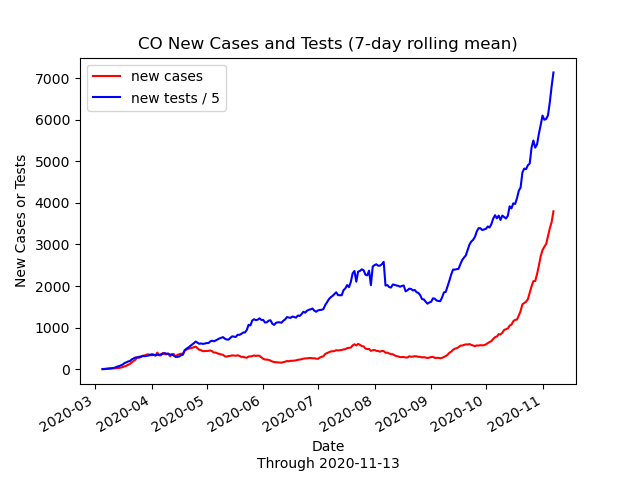 CO New Cases and Tests (7-day rolling mean)
new cases
new tests / 5
New Cases or Tests
7000
6000
5000
4000
3000
2000
1000
0
2020-03
2020-04
2020-05
2020-06
2020-07
2020-08
2020-09
2020-10
2020-11
Date
Through 2020-11-13